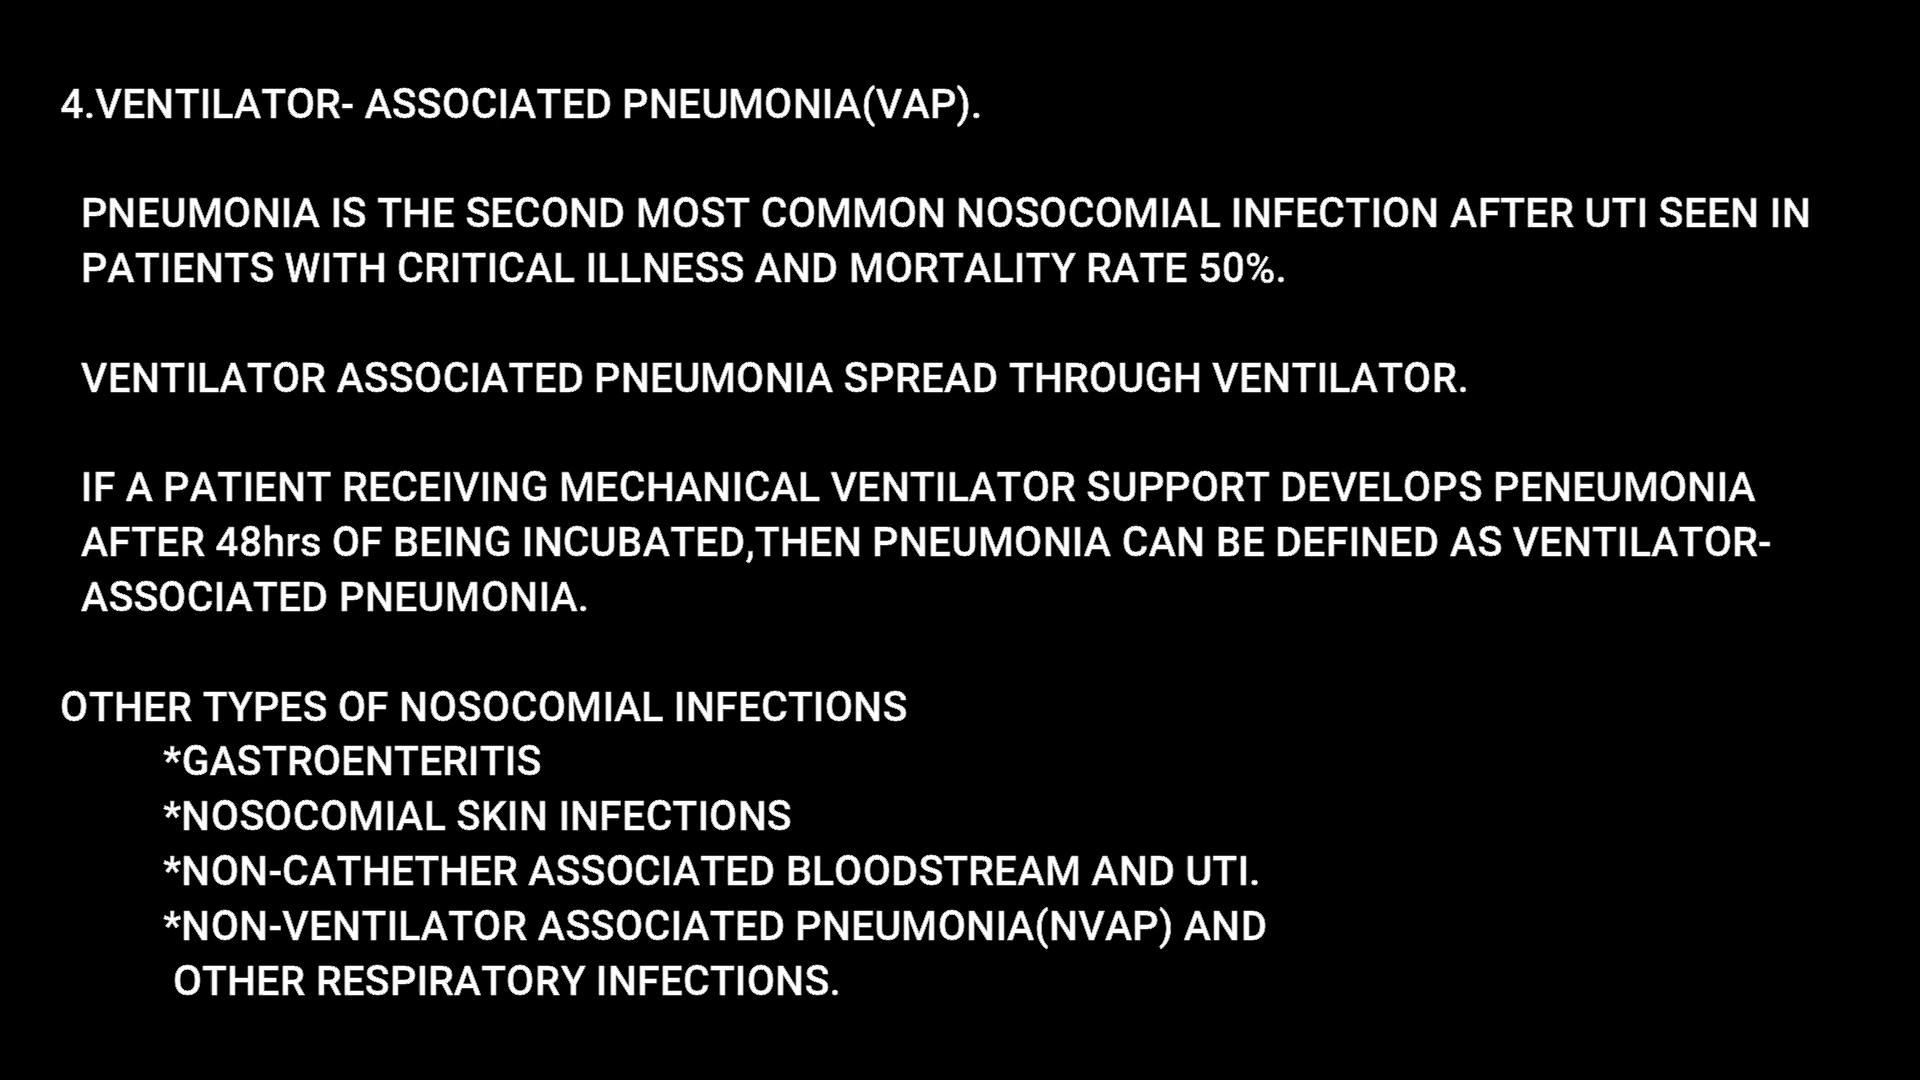 4.VENTILATOR- ASSOCIATED PNEUMONIA(VAP).
PNEUMONIA IS THE SECOND MOST COMMON NOSOCOMIAL INFECTION AFTER UTI SEEN IN
PATIENTS WITH CRITICAL ILLNESS AND MORTALITY RATE 50%.
VENTILATOR ASSOCIATED PNEUMONIA SPREAD THROUGH VENTILATOR.
IF A PATIENT RECEIVING MECHANICAL VENTILATOR SUPPORT DEVELOPS PENEUMONIA
AFTER 48hrs OF BEING INCUBATED,THEN PNEUMONIA CAN BE DEFINED AS VENTILATOR-
ASSOCIATED PNEUMONIA.
OTHER TYPES OF NOSOCOMIAL INFECTIONS
*GASTROENTERITIS
*NOSOCOMIAL SKIN INFECTIONS
*NON-CATHETHER ASSOCIATED BLOODSTREAM AND UTI.
*NON-VENTILATOR ASSOCIATED PNEUMONIA(NVAP) AND
OTHER RESPIRATORY INFECTIONS.